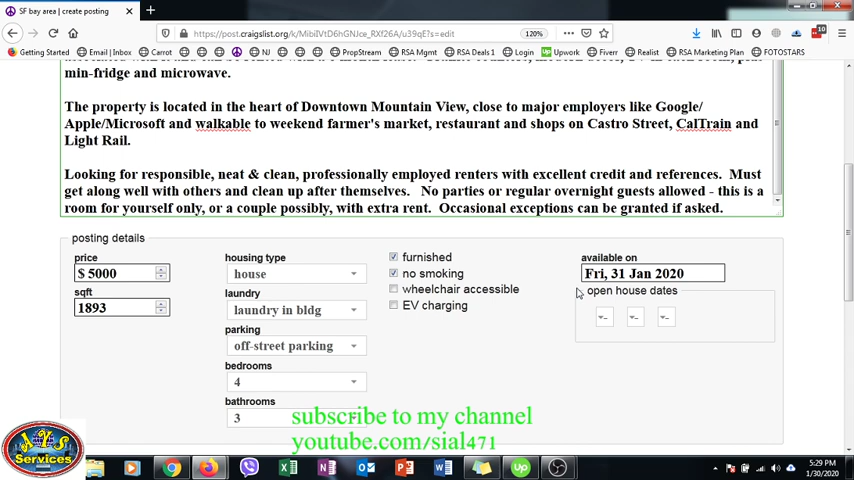 SF bay area | create posting
https://post.craigslist.org/k/MibiIVtD6hGNJce_RXf26A/u39qE?s=edit
120%
10
Getting Started
Email | Inbox
Carrot
NJ
PropStream
RSA Mgmt
RSA Deals 1
Login
Upwork
Fiverr
Realist
RSA Marketing Plan
FOTOSTARS
min-fridge and microwave.
The property is located in the heart of Downtown Mountain View, close to major employers like Google/
Apple/Microsoft and walkable to weekend farmer's market, restaurant and shops on Castro Street, CalTrain and
Light Rail.
Looking for responsible, neat & clean, professionally employed renters with excellent credit and references. Must
get along well with others and clean up after themselves. No parties or regular overnight guests allowed - this is a
room for yourself only, or a couple possibly, with extra rent. Occasional exceptions can be granted if asked.
posting details
price
$ 5000
sqft
1893
housing type
house
laundry
laundry in bldg
parking
off-street parking
bedrooms
4
bathrooms
3
furnished
no smoking
wheelchair accessible
EV charging
available on
Fri, 31 Jan 2020
open house dates
subscribe to my channel
youtube.com/sial471
AYS
Services
5:29 PM
1/30/2020